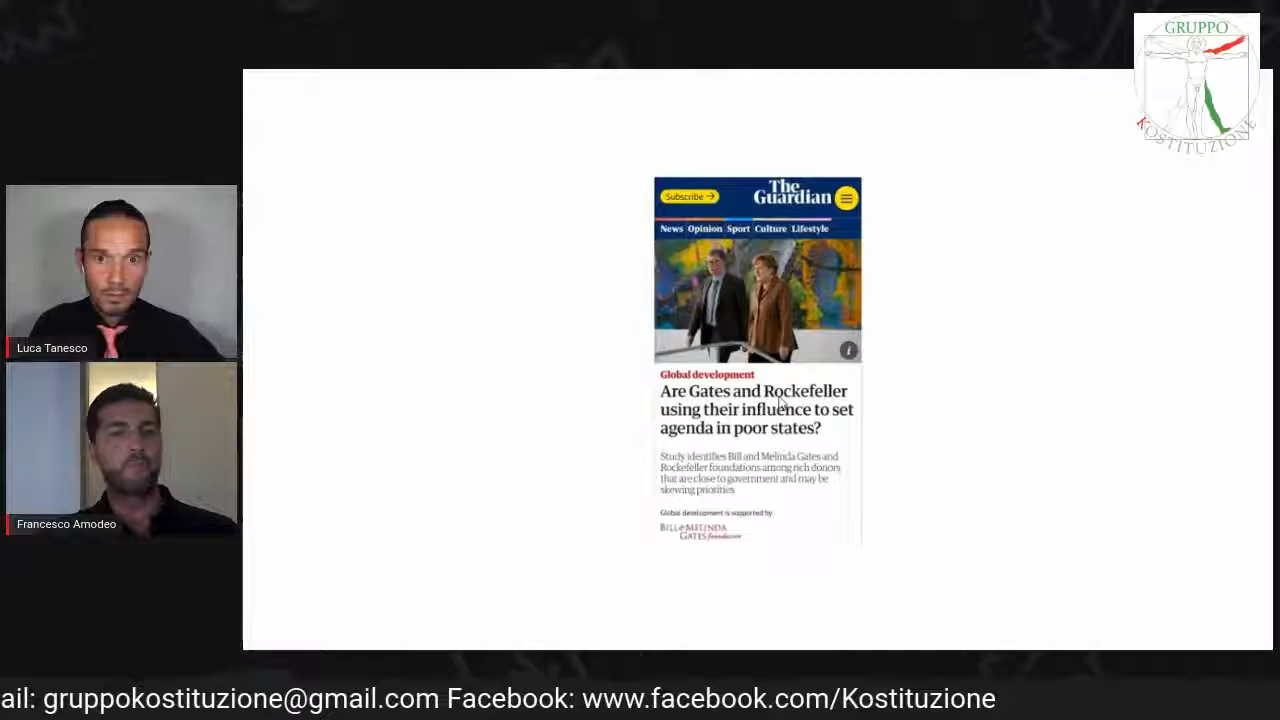 GRUPPO
KOSTITUZIONE
Subscribe →
The
Guardian
News Opinion Sport Culture Lifestyle
i
Global development
Are Gates and Rockefeller
using their influence to set
agenda in poor states?
Study identifies Bill and Melinda Gates and
Rockefeller foundations among rich donors
that are close to government and may be
skewing priorities
Global development is supported by
BILL & MELINDA
GATES foundation
Luca Tanesco
Francesco Amodeo
ail: gruppokostituzione@gmail.com Facebook: www.facebook.com/Kostituzione